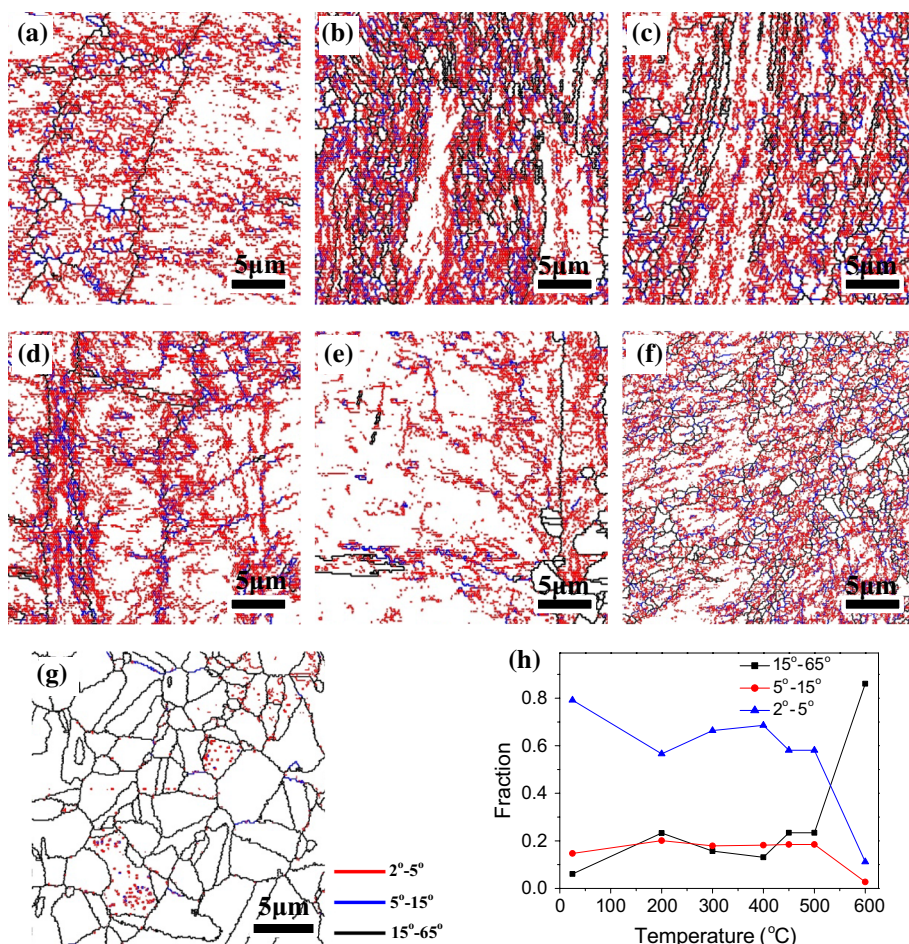 (a)
5μm
(b)
5μm
(c)
5μm
(d)
5μm
(e)
5μm
(f)
5μm
(g)
5μm
2°-5°
5°-15°
15°-65°
(h)
15°-65°
5°-15°
2°-5°
Fraction
0.8
0.6
0.4
0.2
0.0
0 100 200 300 400 500 600
Temperature (°C)